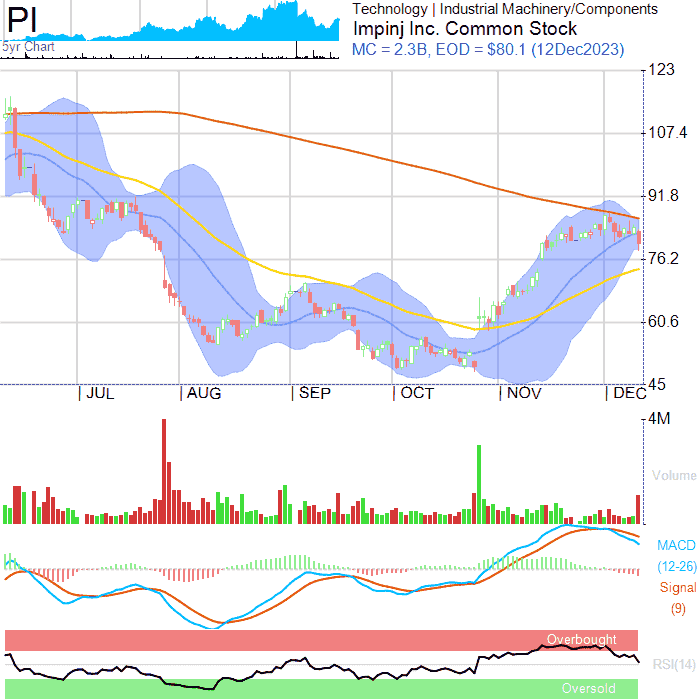 PI
5yr Chart
Technology | Industrial Machinery/Components
Impinj Inc. Common Stock
MC = 2.3B, EOD = $80.1 (12Dec2023)
123
107.4
91.8
76.2
60.6
45
JUL
AUG
SEP
OCT
NOV
DEC
4M
Volume
MACD
(12-26)
Signal
(9)
Overbought
RSI(14)
Oversold